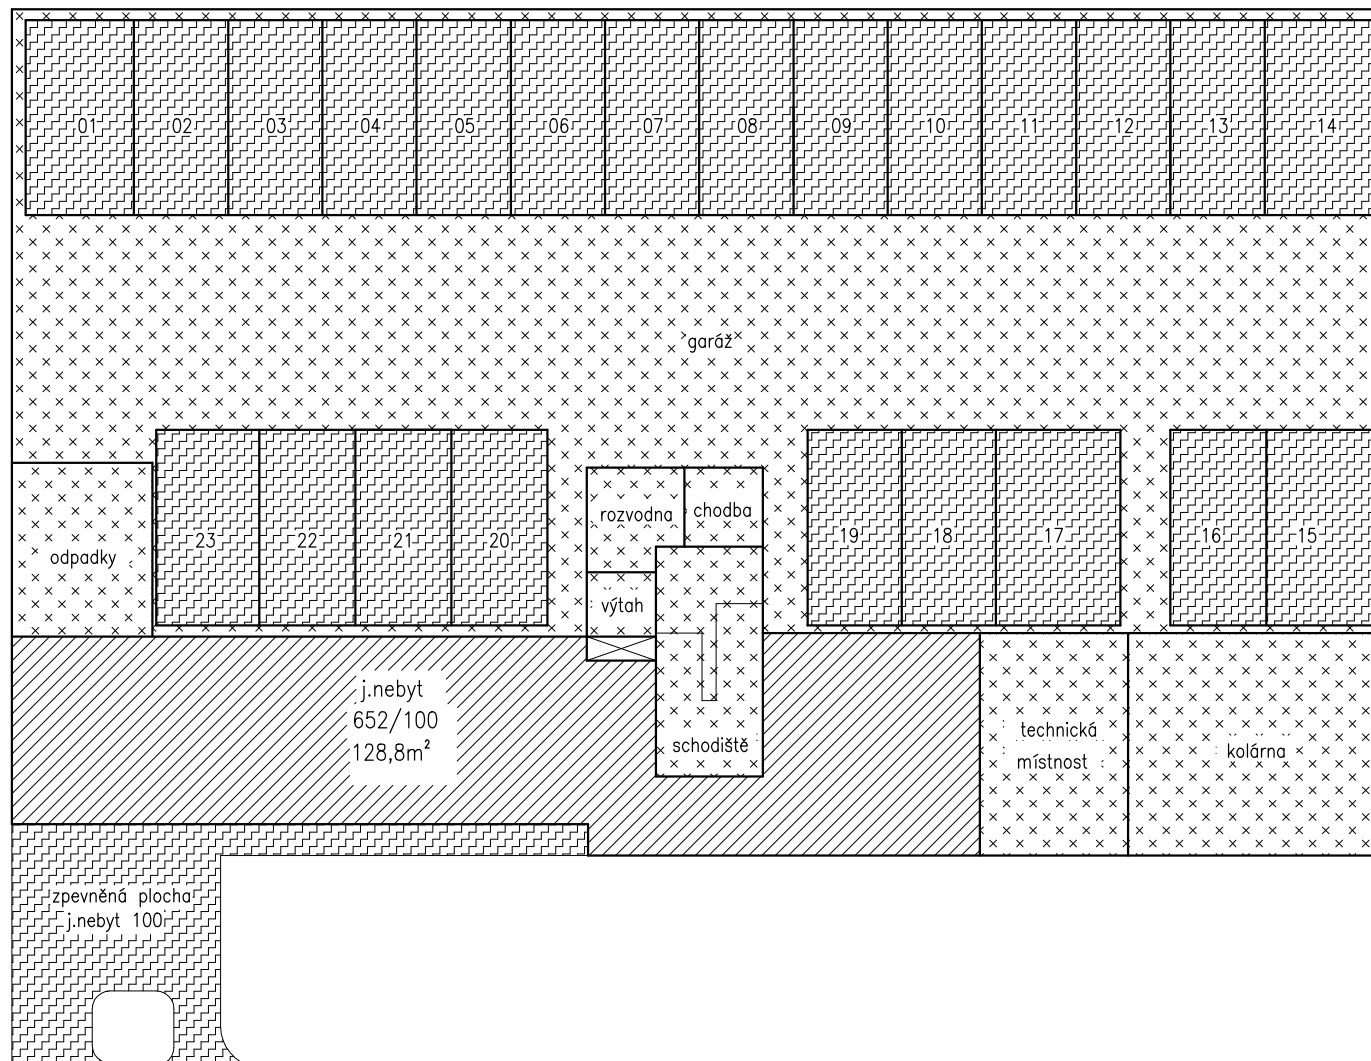 01 02 03 04 05 06 07 08 09 10 11 12 13 14
garáž
rozvodna chodba
19 18 17 16 15
23 22 21 20
odpadky
výtah
j.nebyt
652/100
128,8m²
schodiště
technická
místnost
kolárna
zpevněná plocha
j.nebyt 100